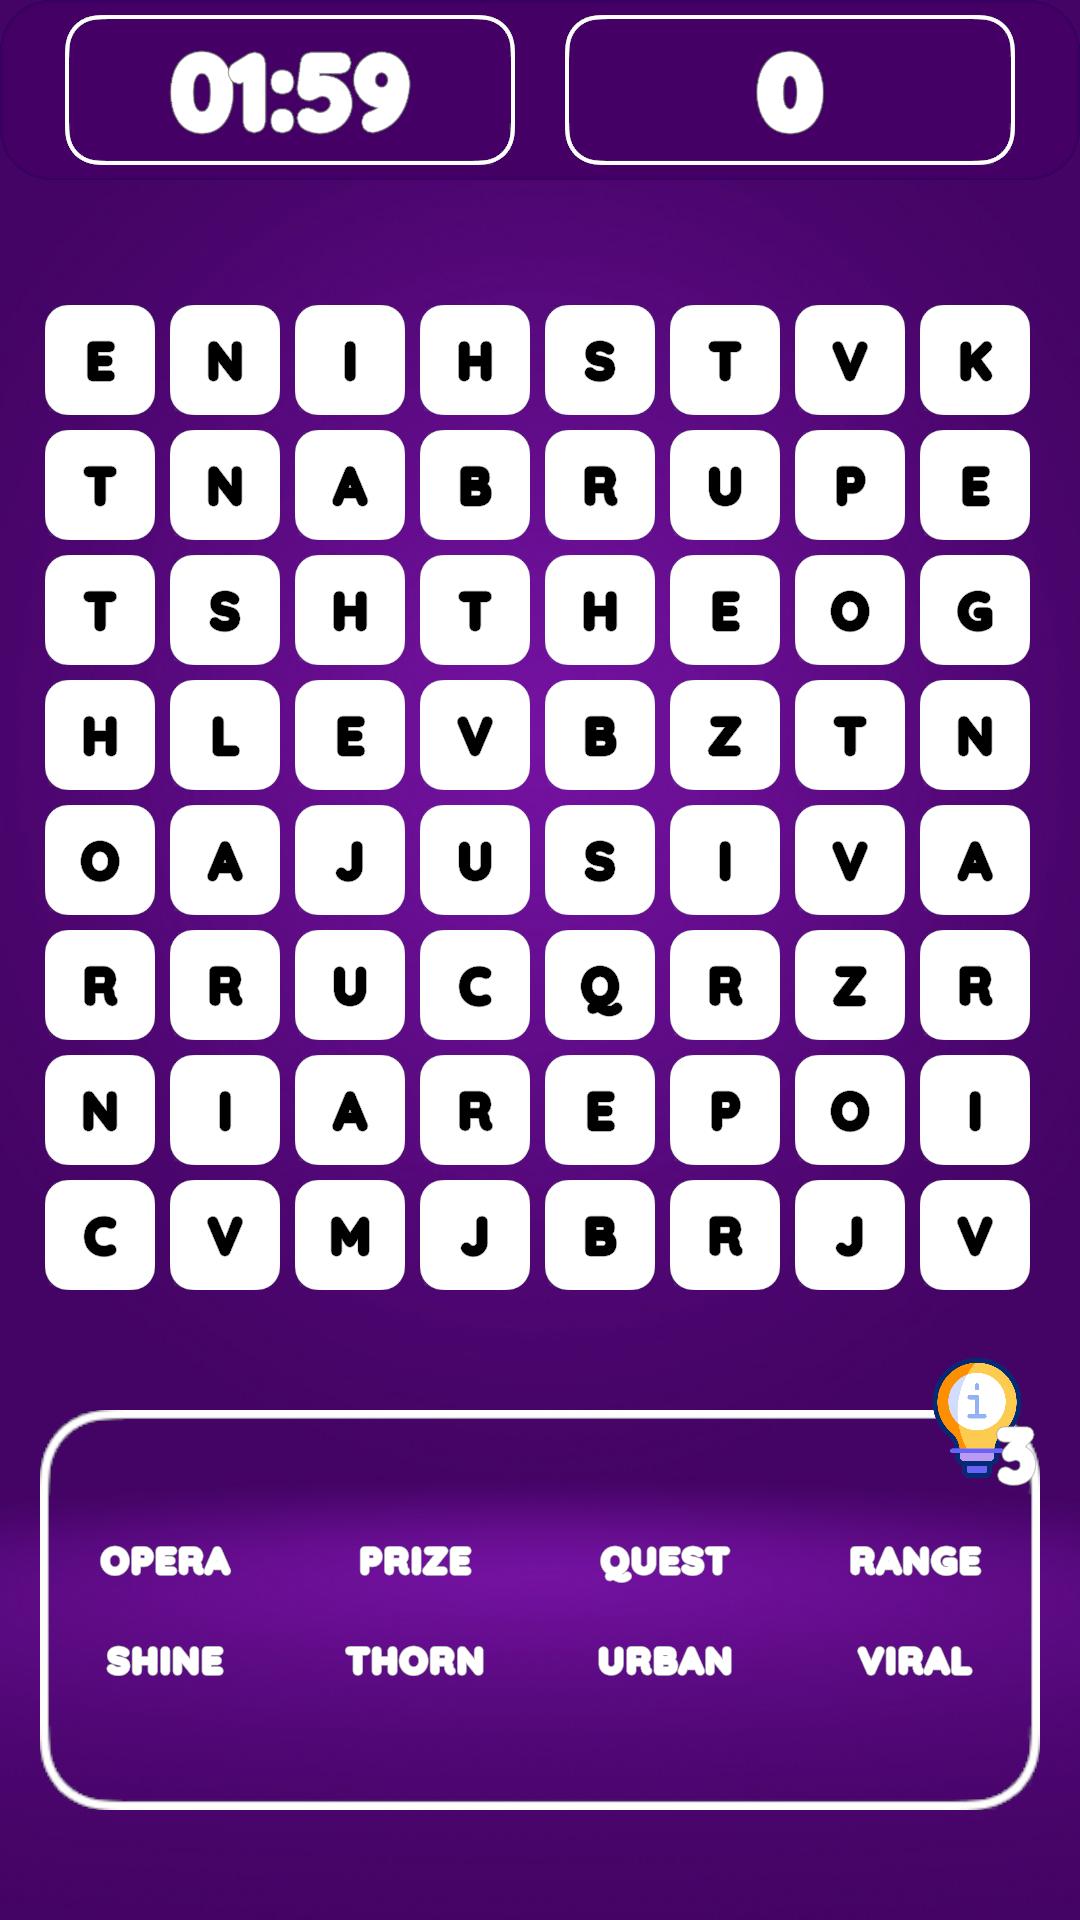 01:59 0
E N I H S T V K
T N A B R U P E
T S H T H E O G
H L E V B Z T N
O A J U S I V A
R R U C Q R Z R
N I A R E P O I
C V M J B R J V
i
3
OPERA PRIZE QUEST RANGE
SHINE THORN URBAN VIRAL